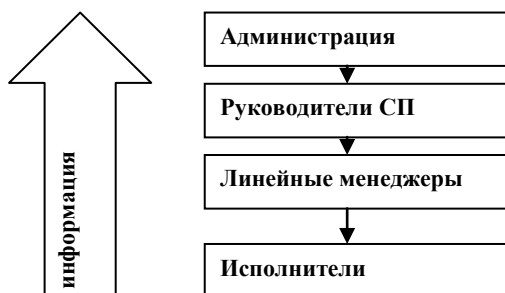 Администрация
Руководители СП
Линейные менеджеры
Исполнители
информация